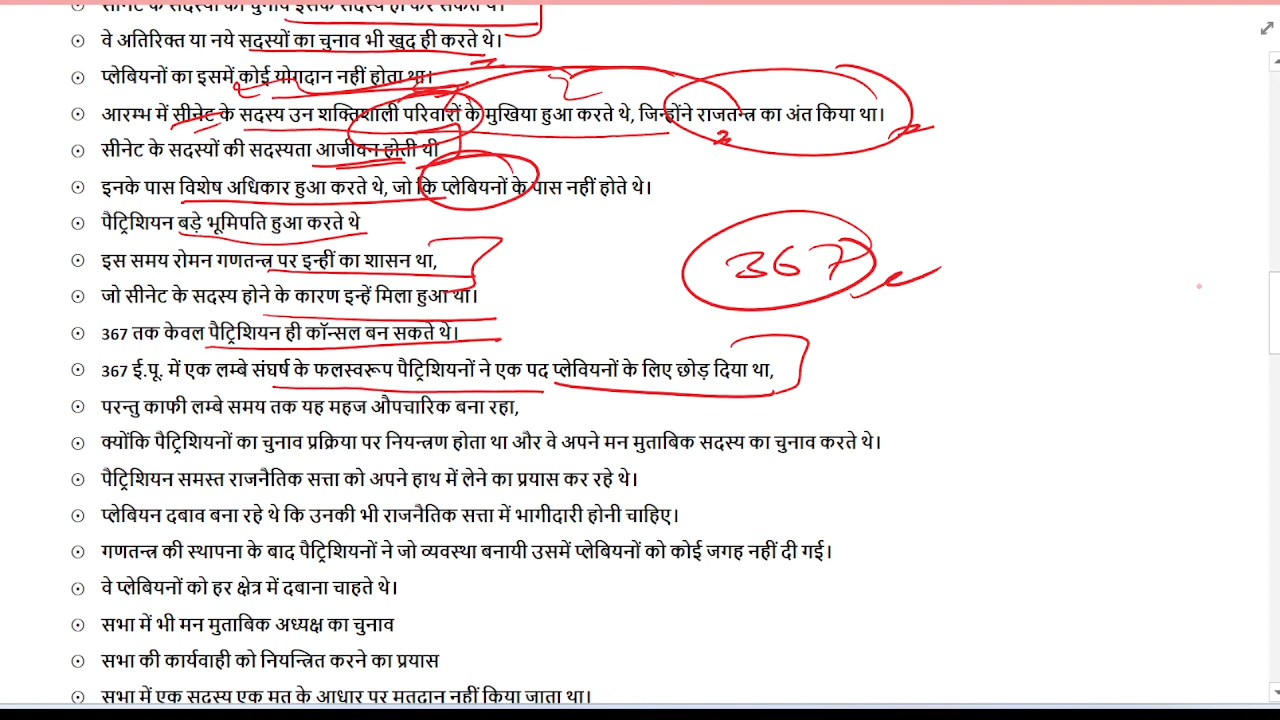 सीनेट के सदस्यों का चुनाव इसके सदस्य ही कर सकते थे।
वे अतिरिक्त या नये सदस्यों का चुनाव भी खुद ही करते थे।
प्लेबियनों का इसमें कोई योगदान नहीं होता था।
आरम्भ में सीनेट के सदस्य उन शक्तिशाली परिवारों के मुखिया हुआ करते थे, जिन्होंने राजतन्त्र का अंत किया था।
सीनेट के सदस्यों की सदस्यता आजीवन होती थी
इनके पास विशेष अधिकार हुआ करते थे, जो कि प्लेबियनों के पास नहीं होते थे।
पैट्रिशियन बड़े भूमिपति हुआ करते थे
इस समय रोमन गणतन्त्र पर इन्हीं का शासन था,
367
जो सीनेट के सदस्य होने के कारण इन्हें मिला हुआ था।
367 तक केवल पैट्रिशियन ही कॉन्सल बन सकते थे।
367 ई.पू. में एक लम्बे संघर्ष के फलस्वरूप पैट्रिशियनों ने एक पद प्लेवियनों के लिए छोड़ दिया था,
परन्तु काफी लम्बे समय तक यह महज औपचारिक बना रहा,
क्योंकि पैट्रिशियनों का चुनाव प्रक्रिया पर नियन्त्रण होता था और वे अपने मन मुताबिक सदस्य का चुनाव करते थे।
पैट्रिशियन समस्त राजनैतिक सत्ता को अपने हाथ में लेने का प्रयास कर रहे थे।
प्लेबियन दबाव बना रहे थे कि उनकी भी राजनैतिक सत्ता में भागीदारी होनी चाहिए।
गणतन्त्र की स्थापना के बाद पैट्रिशियनों ने जो व्यवस्था बनायी उसमें प्लेबियनों को कोई जगह नहीं दी गई।
वे प्लेबियनों को हर क्षेत्र में दबाना चाहते थे।
सभा में भी मन मुताबिक अध्यक्ष का चुनाव
सभा की कार्यवाही को नियन्त्रित करने का प्रयास
सभा में एक सदस्य एक मत के आधार पर मतदान नहीं किया जाता था।